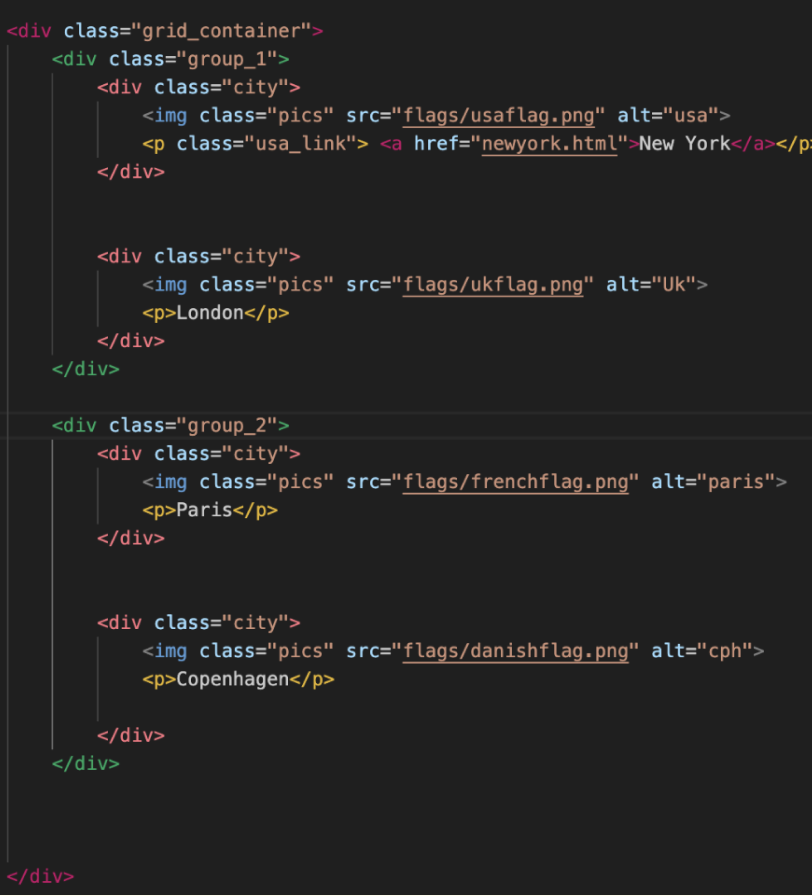 <div class="grid_container">
<div class="group_1">
<div class="city">
<img class="pics" src="flags/usaflag.png" alt="usa">
<p class="usa_link"> <a href="newyork.html">New York</a></p>
</div>
<div class="city">
<img class="pics" src="flags/ukflag.png" alt="Uk">
<p>London</p>
</div>
</div>
<div class="group_2">
<div class="city">
<img class="pics" src="flags/frenchflag.png" alt="paris">
<p>Paris</p>
</div>
<div class="city">
<img class="pics" src="flags/danishflag.png" alt="cph">
<p>Copenhagen</p>
</div>
</div>
</div>